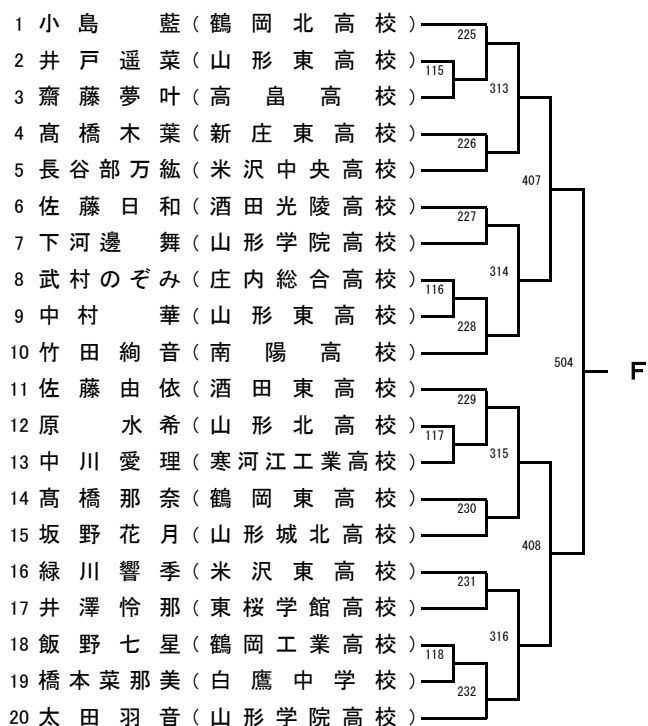 1 小島 藍 (鶴岡北高校)
2 井戸遥菜 (山形東高校)
3 齋藤夢叶 (高畠高校)
4 髙橋木葉 (新庄東高校)
5 長谷部万紘 (米沢中央高校)
6 佐藤日和 (酒田光陵高校)
7 下河邊 舞 (山形学院高校)
8 武村のぞみ (庄内総合高校)
9 中村 華 (山形東高校)
10 竹田絢音 (南陽高校)
11 佐藤由依 (酒田東高校)
12 原 水希 (山形北高校)
13 中川愛理 (寒河江工業高校)
14 髙橋那奈 (鶴岡東高校)
15 坂野花月 (山形城北高校)
16 緑川響季 (米沢東高校)
17 井澤怜那 (東桜学館高校)
18 飯野七星 (鶴岡工業高校)
19 橋本菜那美 (白鷹中学校)
20 太田羽音 (山形学院高校)
115
116
117
118
225
226
227
228
229
230
231
232
313
314
315
316
407
408
504
F